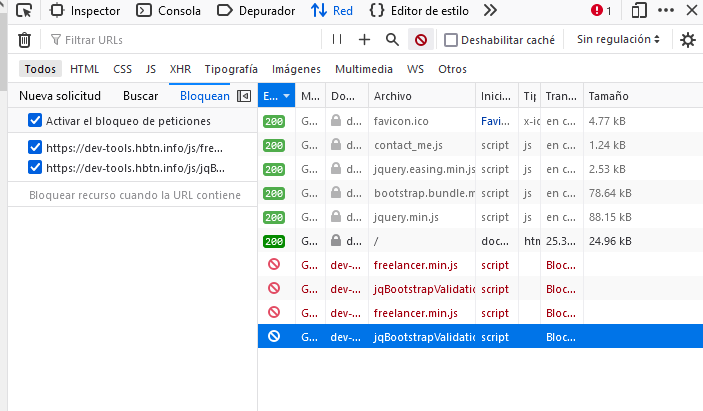 Inspector Consola Depurador Red Editor de estilo 1
Filtrar URLs Deshabilitar caché Sin regulación
Todos HTML CSS JS XHR Tipografía Imágenes Multimedia WS Otros
Nueva solicitud Buscar Bloquean E... M... Do... Archivo Inici... Tip Tran... Tamaño
Activar el bloqueo de peticiones
https://dev-tools.hbtn.info/js/fre...
https://dev-tools.hbtn.info/js/jqB...
Bloquear recurso cuando la URL contiene
200 G... d... favicon.ico Favi... x-ic en c... 4.77 kB
200 G... d... contact_me.js script js en c... 1.24 kB
200 G... d... jquery.easing.min.js script js en c... 2.53 kB
200 G... d... bootstrap.bundle.m script js en c... 78.64 kB
200 G... d... jquery.min.js script js en c... 88.15 kB
200 G... d... / doc... htm 25.3... 24.96 kB
G... dev-... freelancer.min.js script Bloc...
G... dev-... jqBootstrapValidatio script Bloc...
G... dev-... freelancer.min.js script Bloc...
G... dev-... jqBootstrapValidatio script Bloc...